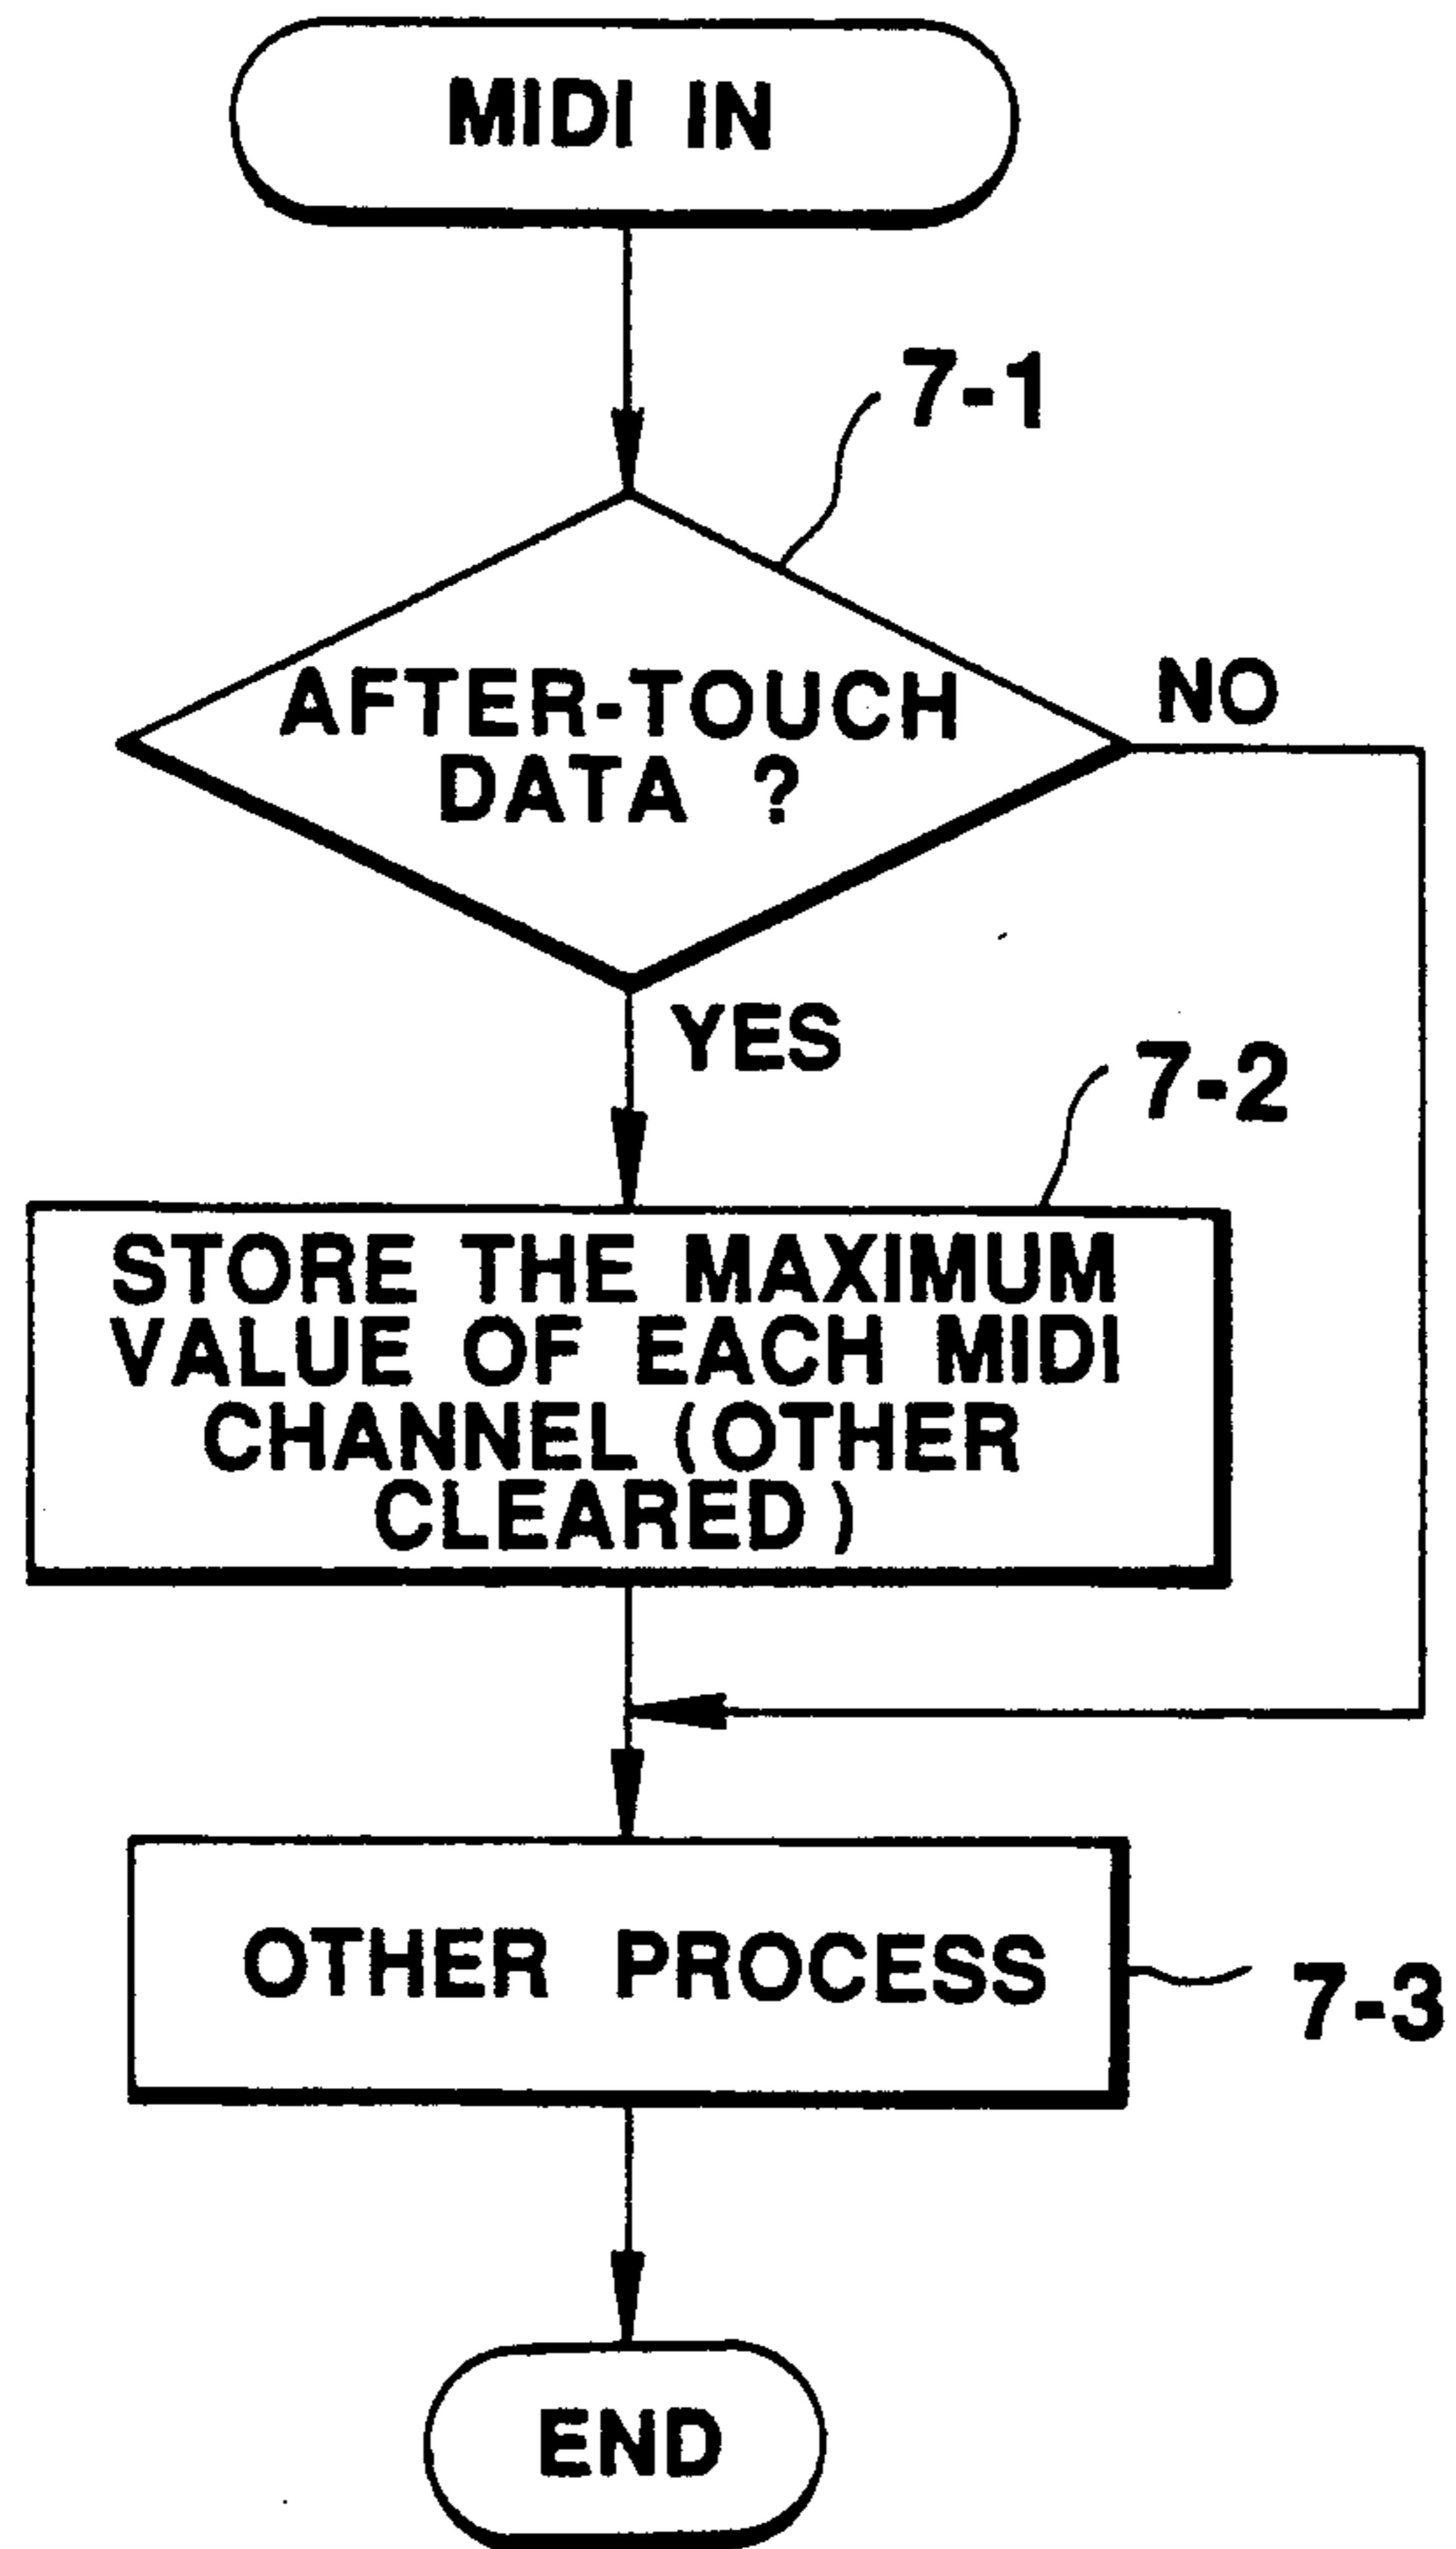 MIDI IN
7-1
AFTER-TOUCH
DATA ?
NO
YES
7-2
STORE THE MAXIMUM
VALUE OF EACH MIDI
CHANNEL (OTHER
CLEARED)
OTHER PROCESS
7-3
END